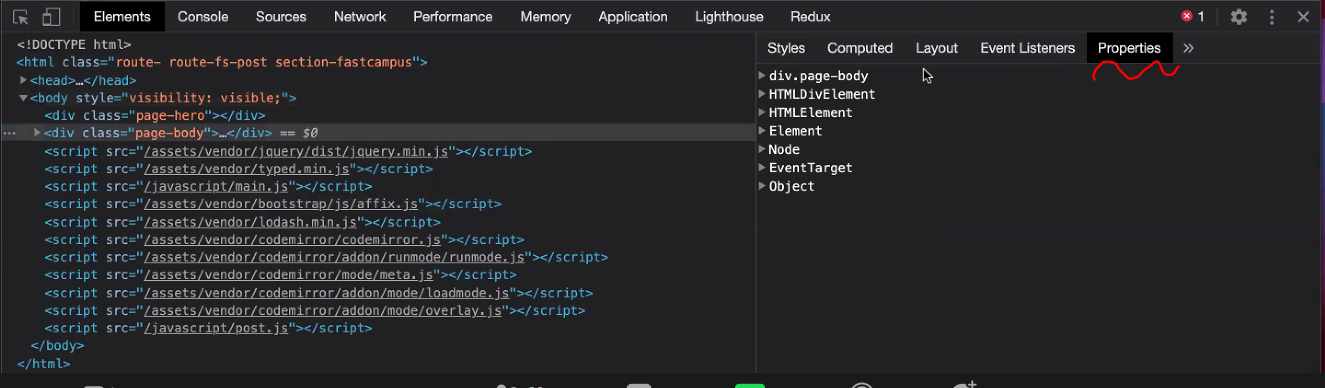 Elements Console Sources Network Performance Memory Application Lighthouse Redux 1
<!DOCTYPE html>
<html class="route- route-fs-post section-fastcampus">
<head>…</head>
<body style="visibility: visible;">
<div class="page-hero"></div>
<div class="page-body">…</div> == $0
<script src="/assets/vendor/jquery/dist/jquery.min.js"></script>
<script src="/assets/vendor/typed.min.js"></script>
<script src="/javascript/main.js"></script>
<script src="/assets/vendor/bootstrap/js/affix.js"></script>
<script src="/assets/vendor/lodash.min.js"></script>
<script src="/assets/vendor/codemirror/codemirror.js"></script>
<script src="/assets/vendor/codemirror/addon/runmode/runmode.js"></script>
<script src="/assets/vendor/codemirror/mode/meta.js"></script>
<script src="/assets/vendor/codemirror/addon/mode/loadmode.js"></script>
<script src="/assets/vendor/codemirror/addon/mode/overlay.js"></script>
<script src="/javascript/post.js"></script>
</body>
</html>
Styles Computed Layout Event Listeners Properties »
div.page-body
HTMLDivElement
HTMLElement
Element
Node
EventTarget
Object